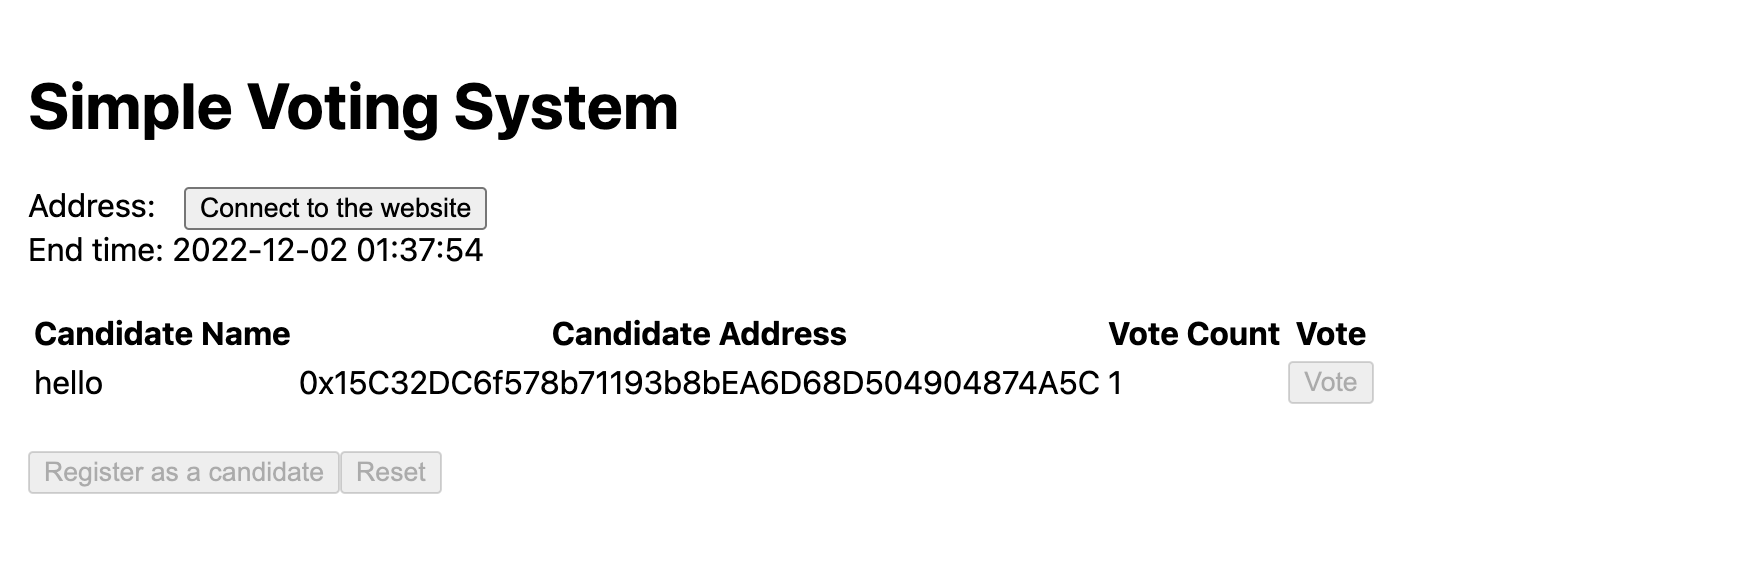 Simple Voting System
Address: Connect to the website
End time: 2022-12-02 01:37:54
Candidate Name Candidate Address Vote Count Vote
hello 0x15C32DC6f578b71193b8bEA6D68D504904874A5C 1 Vote
Register as a candidate Reset